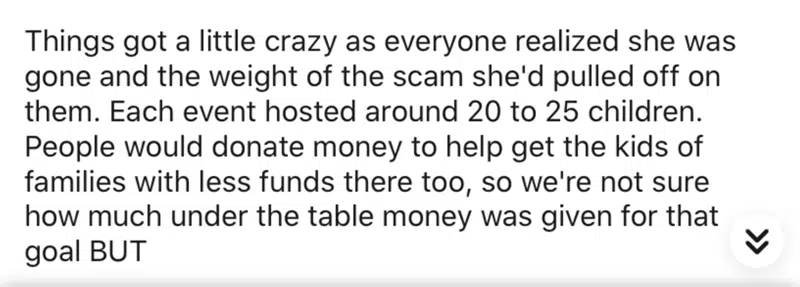 Things got a little crazy as everyone realized she was
gone and the weight of the scam she'd pulled off on
them. Each event hosted around 20 to 25 children.
People would donate money to help get the kids of
families with less funds there too, so we're not sure
how much under the table money was given for that
goal BUT